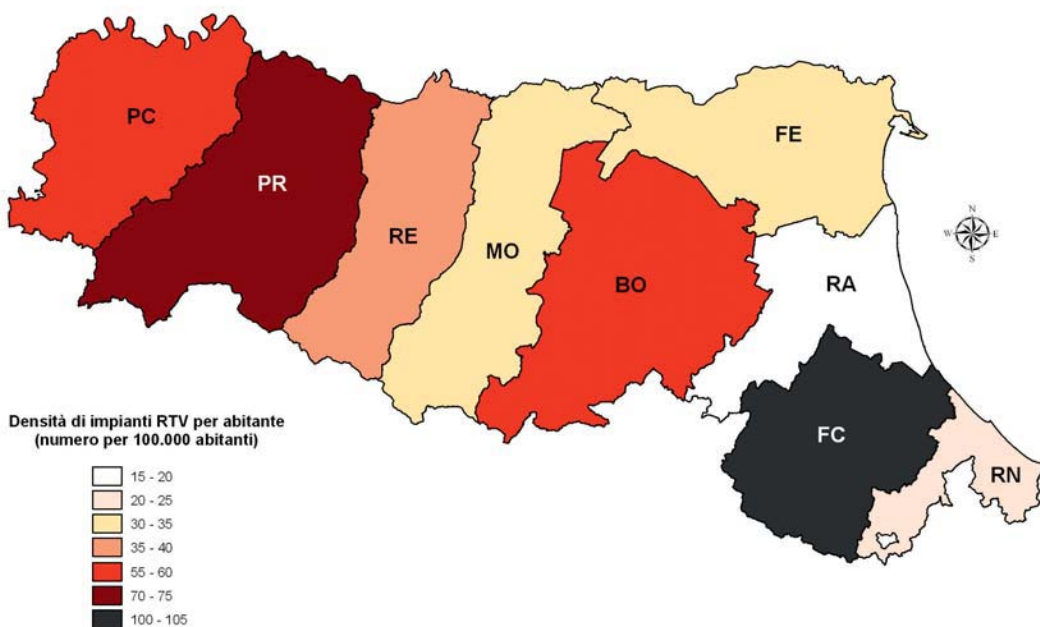 PC
PR
RE
MO
BO
FE
RA
FC
RN
N
W E
S
Densità di impianti RTV per abitante
(numero per 100.000 abitanti)
15 - 20
20 - 25
30 - 35
35 - 40
55 - 60
70 - 75
100 - 105